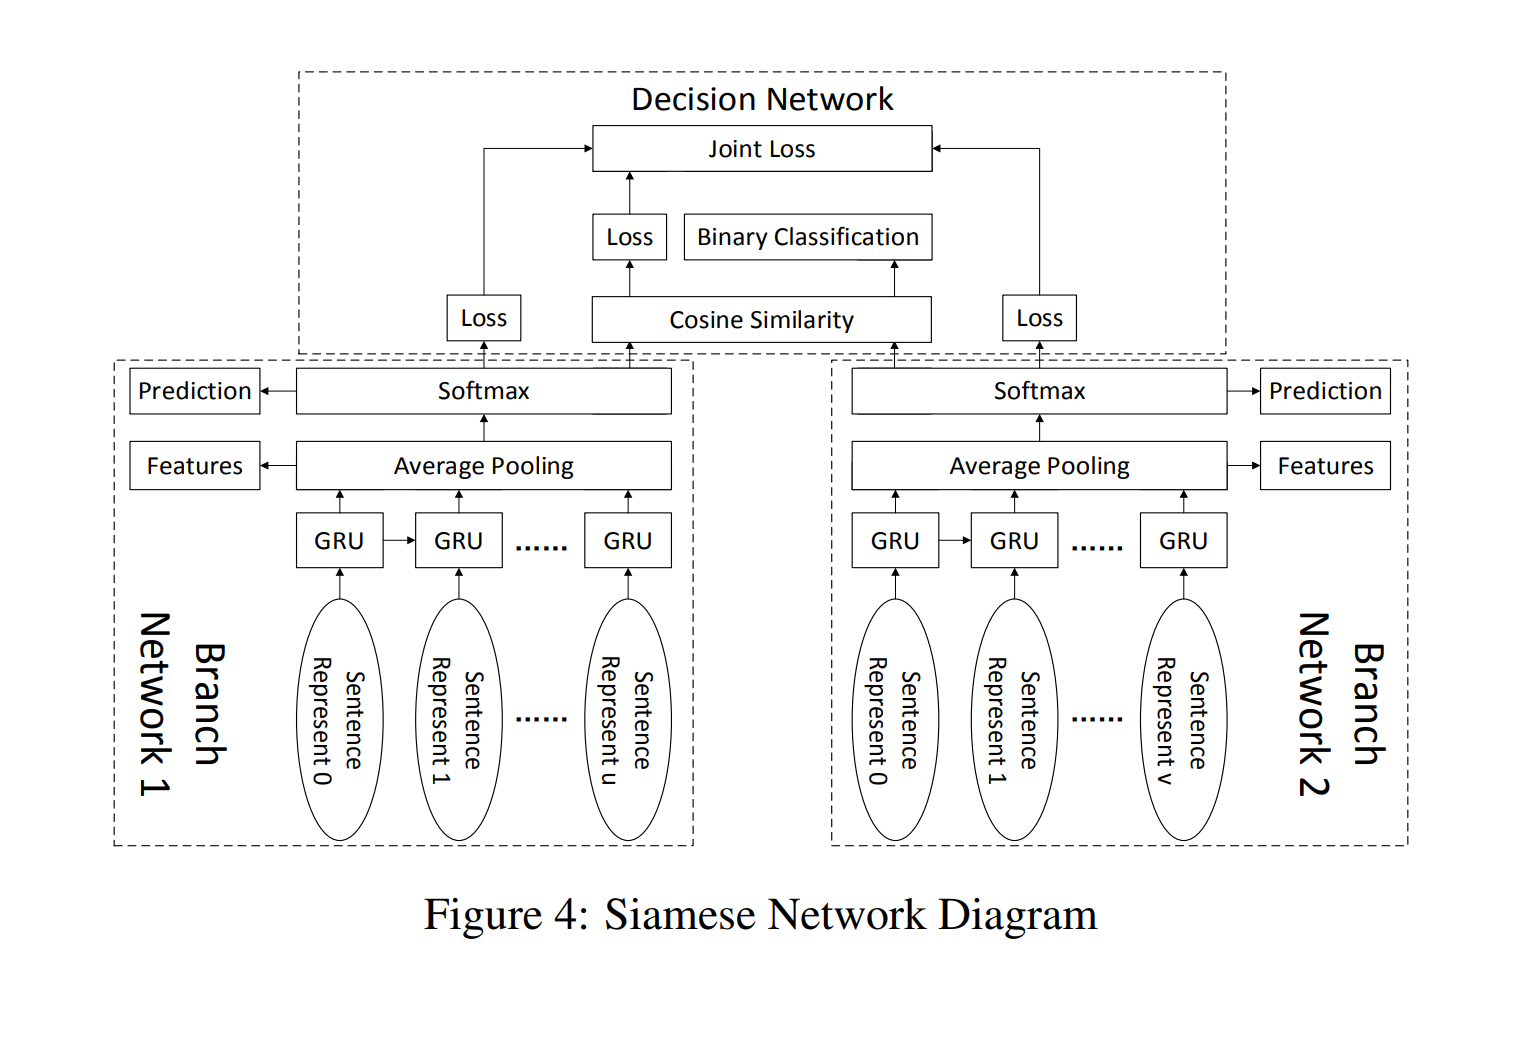 Decision Network
Joint Loss
Loss
Binary Classification
Loss
Cosine Similarity
Loss
Prediction
Softmax
Softmax
Prediction
Features
Average Pooling
Average Pooling
Features
GRU
GRU
......
GRU
GRU
GRU
......
GRU
Branch
Network 1
Sentence
Represent 0
Sentence
Represent 1
......
Sentence
Represent u
Sentence
Represent 0
Sentence
Represent 1
......
Sentence
Represent v
Branch
Network 2
Figure 4: Siamese Network Diagram